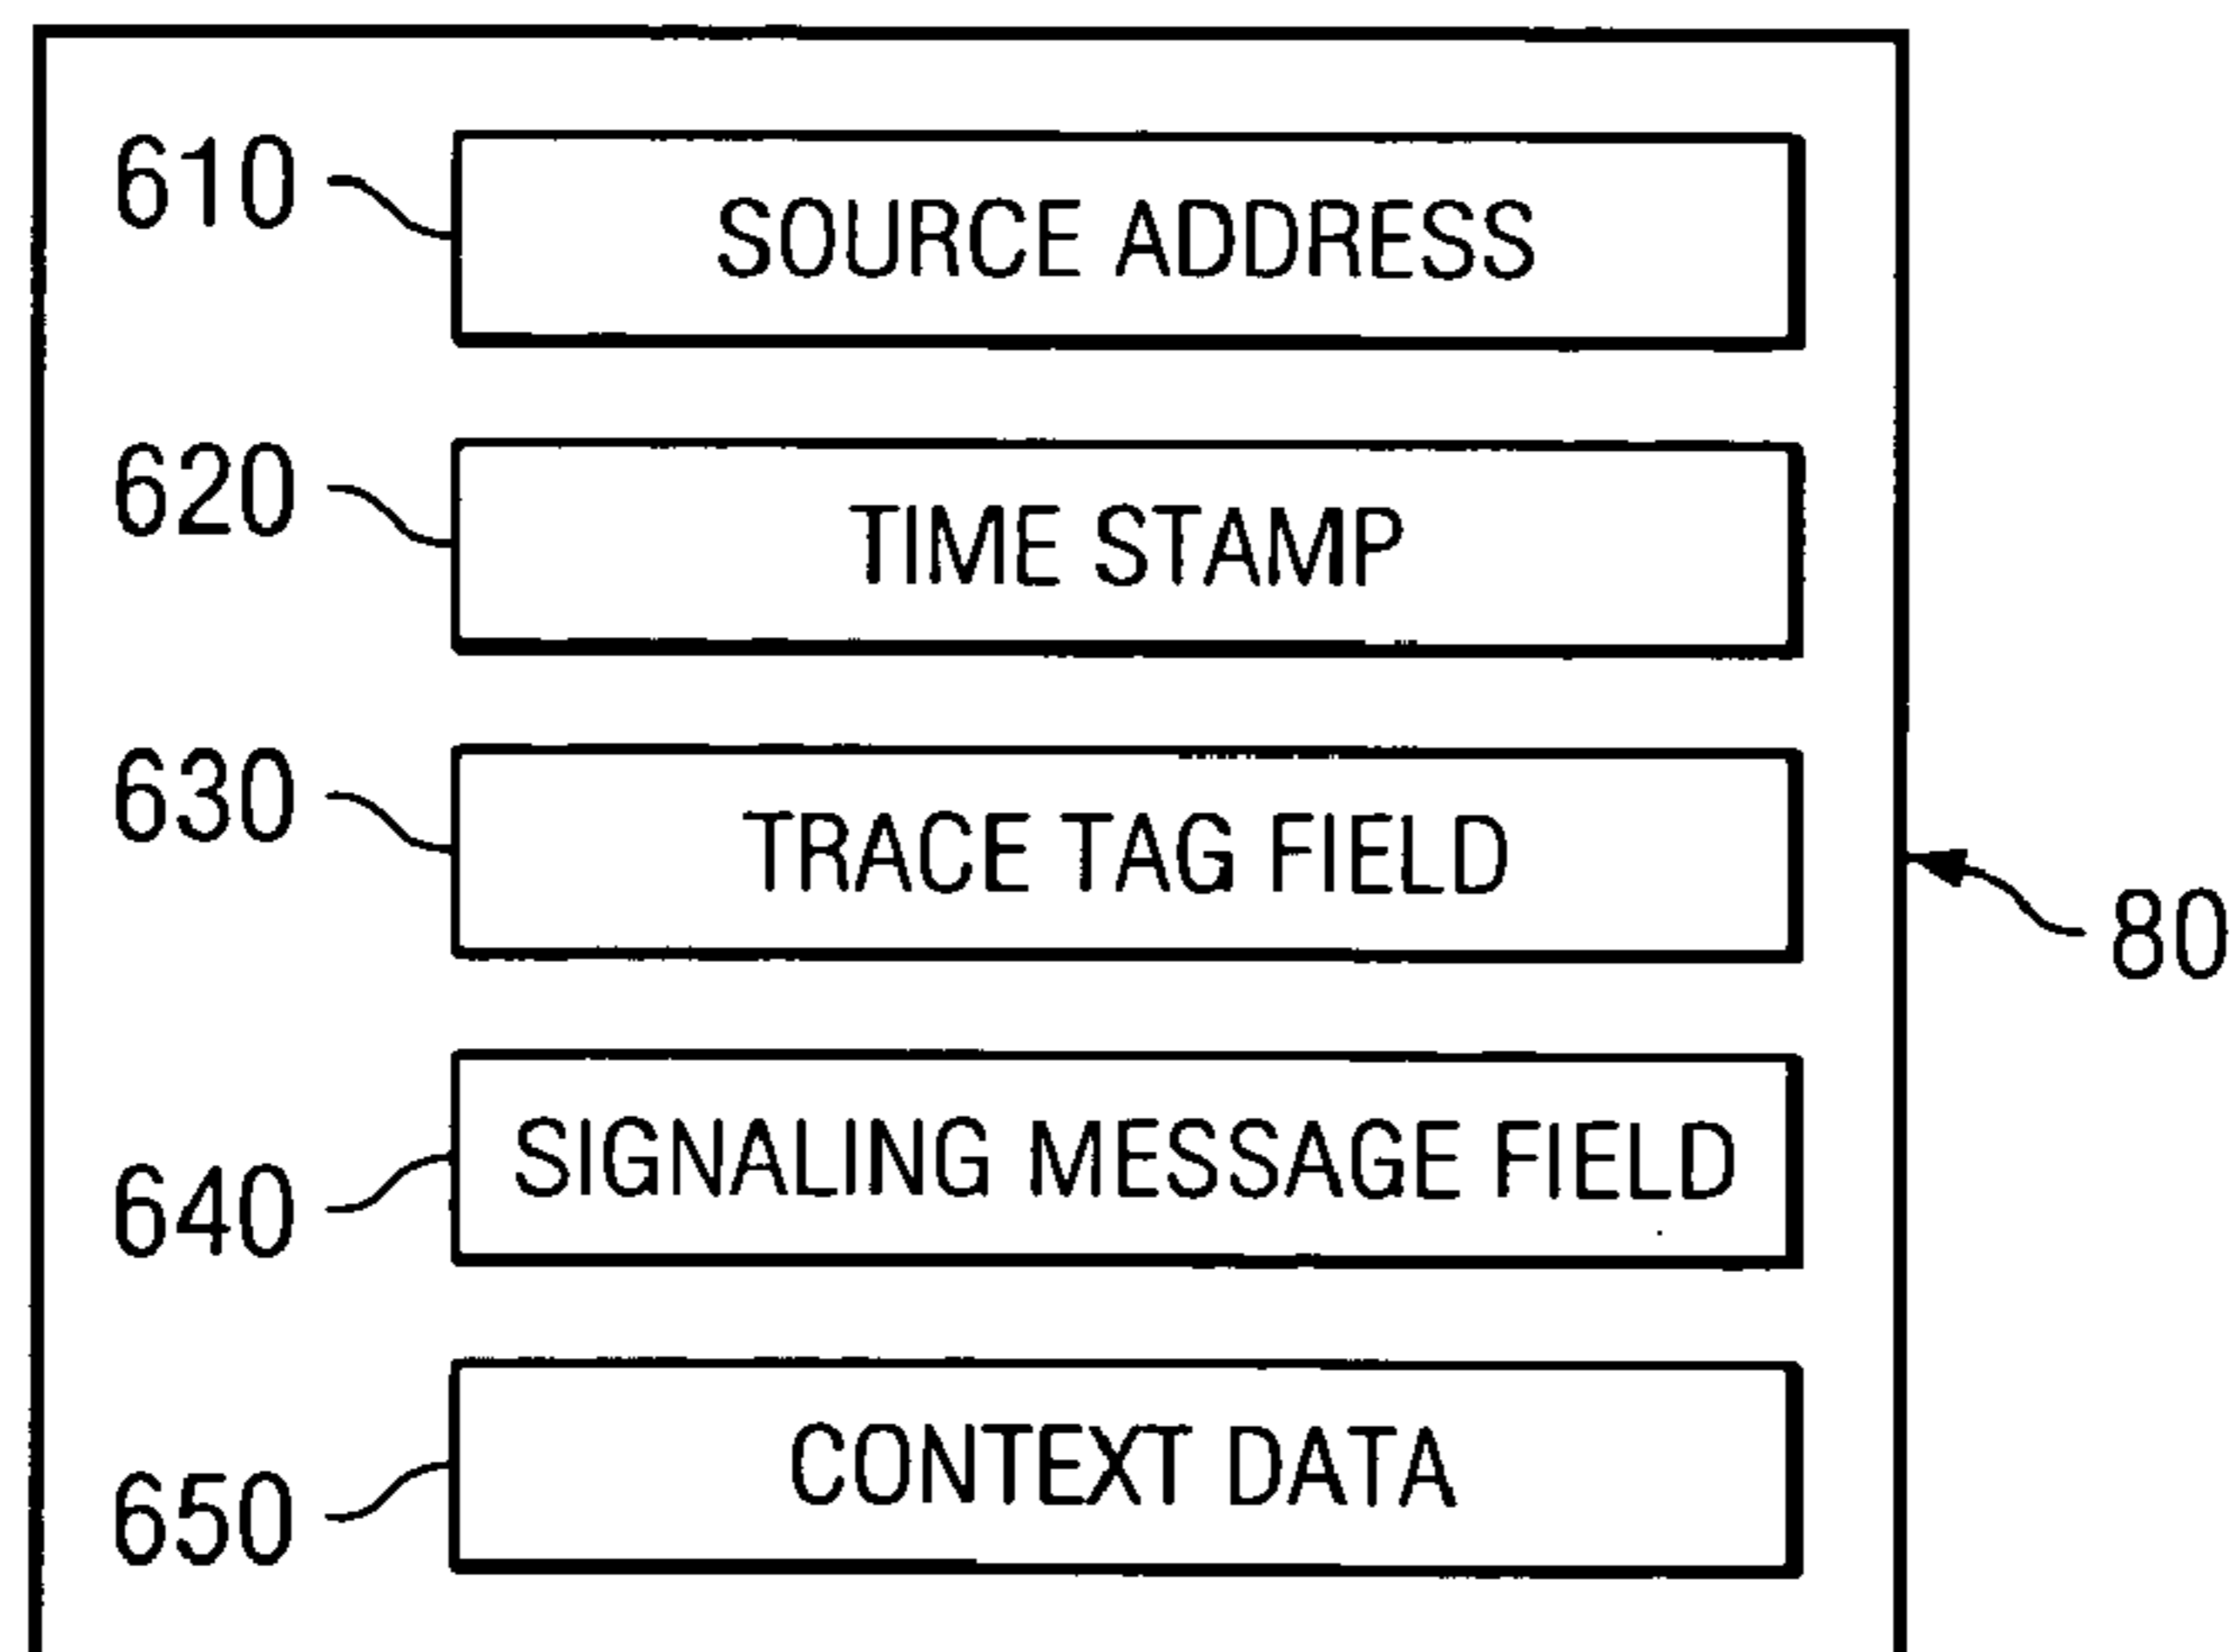 610 SOURCE ADDRESS
620 TIME STAMP
630 TRACE TAG FIELD
80
640 SIGNALING MESSAGE FIELD
650 CONTEXT DATA